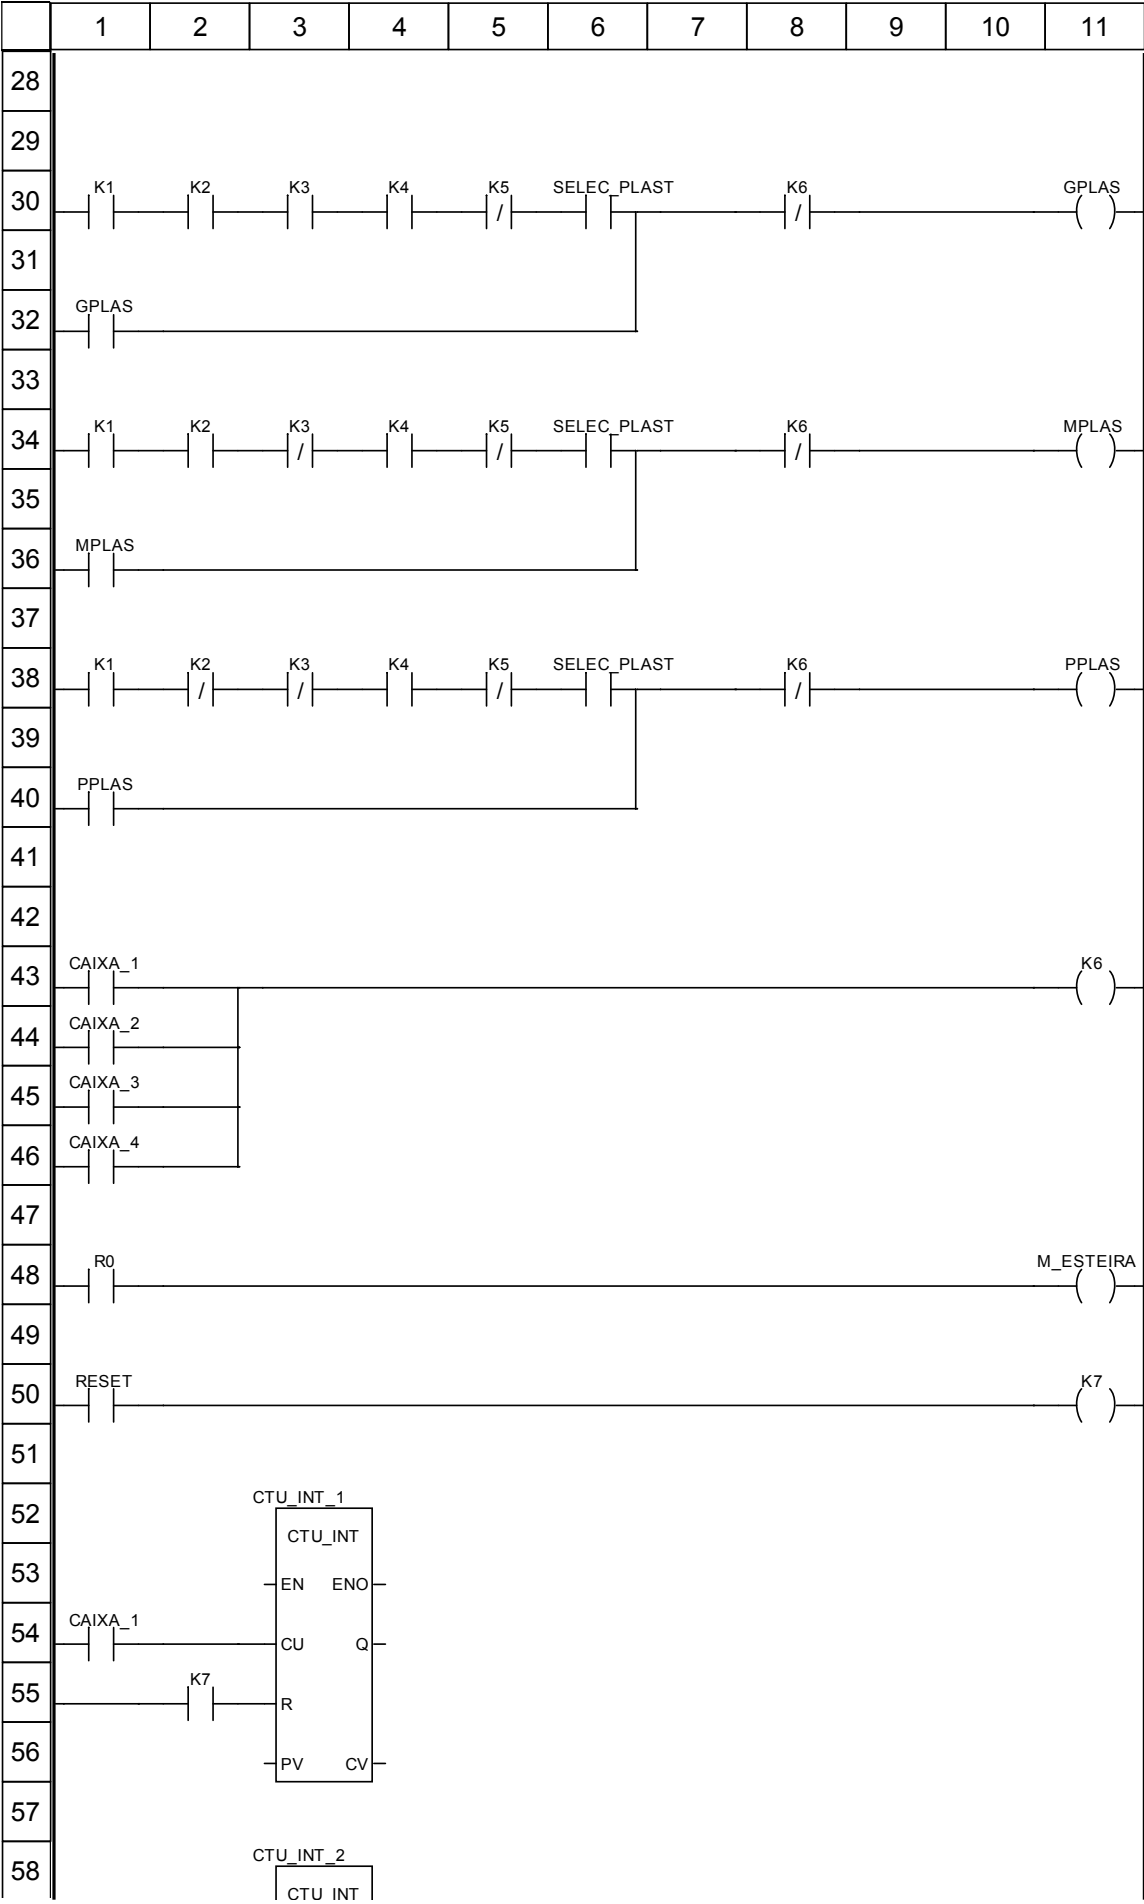 1 2 3 4 5 6 7 8 9 10 11
28
29
K1 K2 K3 K4 K5 SELEC_PLAST K6 GPLAS
30 / /
31
GPLAS
32
33
K1 K2 K3 K4 K5 SELEC_PLAST K6 MPLAS
34 / / /
35
MPLAS
36
37
K1 K2 K3 K4 K5 SELEC_PLAST K6 PPLAS
38 / / / /
39
PPLAS
40
41
42
CAIXA_1 K6
43
CAIXA_2
44
CAIXA_3
45
CAIXA_4
46
47
R0 M_ESTEIRA
48
49
RESET K7
50
51
CTU_INT_1
52
CTU_INT
53
EN ENO
CAIXA_1
54
CU Q
K7
55
R
56
PV CV
57
CTU_INT_2
58
CTU_INT